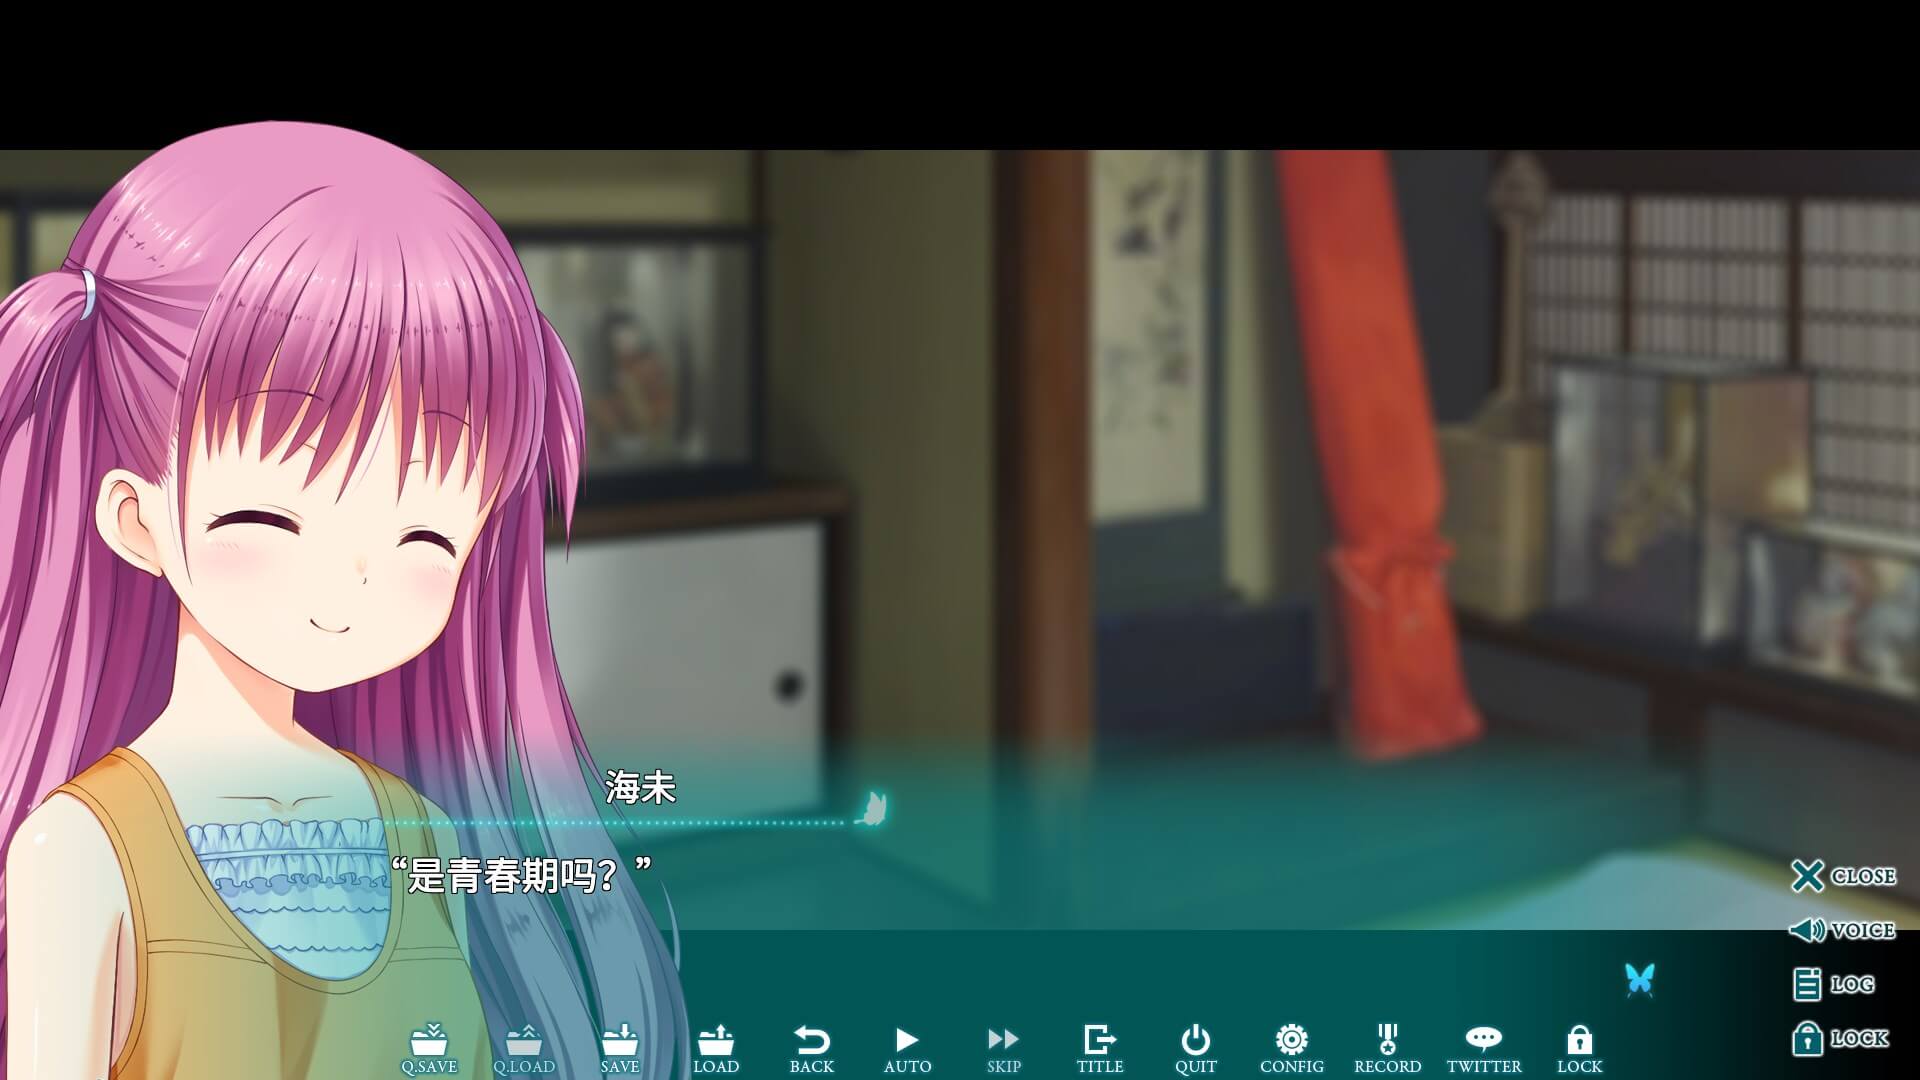 海未
“是青春期吗？”
CLOSE
VOICE
LOG
LOCK
Q.SAVE
Q.LOAD
SAVE
LOAD
BACK
AUTO
SKIP
TITLE
QUIT
CONFIG
RECORD
TWITTER
LOCK